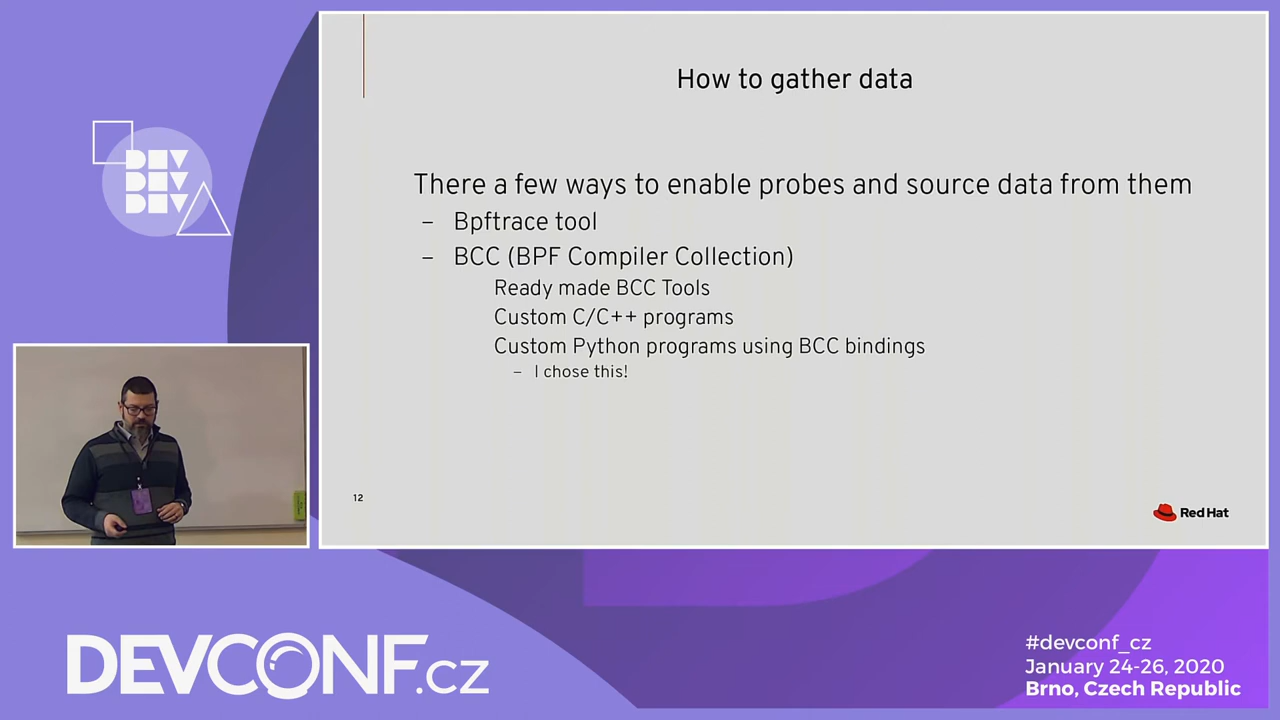 DEV
DEV
DEV
How to gather data
There a few ways to enable probes and source data from them
– Bpftrace tool
– BCC (BPF Compiler Collection)
Ready made BCC Tools
Custom C/C++ programs
Custom Python programs using BCC bindings
– I chose this!
12
Red Hat
DEVCONF.cz
#devconf_cz
January 24-26, 2020
Brno, Czech Republic